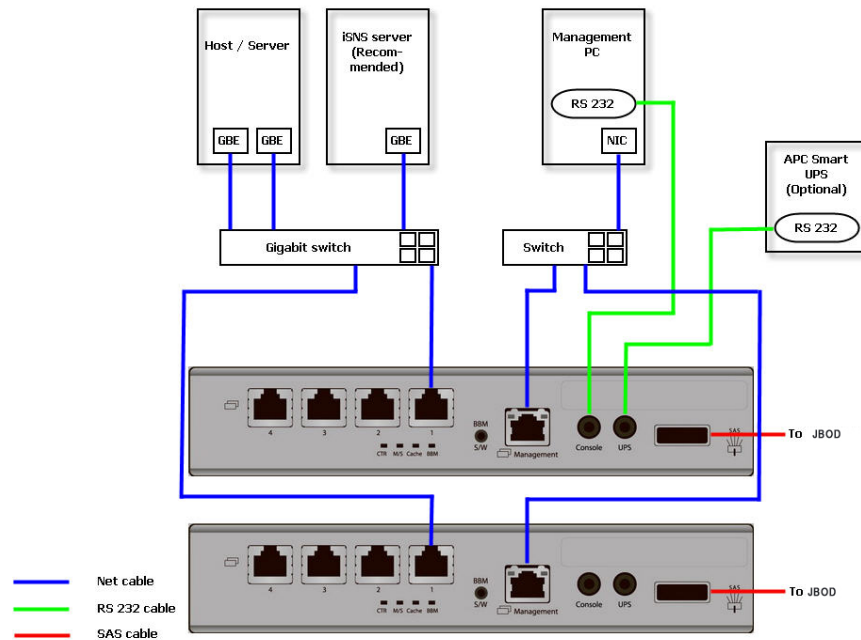 Host / Server
iSNS server
(Recom-
mended)
Management
PC
RS 232
GBE
GBE
GBE
NIC
APC Smart
UPS
(Optional)
RS 232
Gigabit switch
Switch
4
3
2
1
CTR M/S Cache BBM
BBM
S/W
Management
Console
UPS
SAS
To JBOD
4
3
2
1
CTR M/S Cache BBM
BBM
S/W
Management
Console
UPS
SAS
To JBOD
Net cable
RS 232 cable
SAS cable